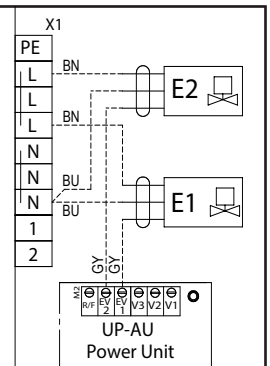 X1
PE
L
BN
E2
L
L
BN
N
N
BU
N
BU
E1
1
2
GY
GY
M2
R/F
EV 2
EV 1
V3
V2
V1
UP-AU
Power Unit